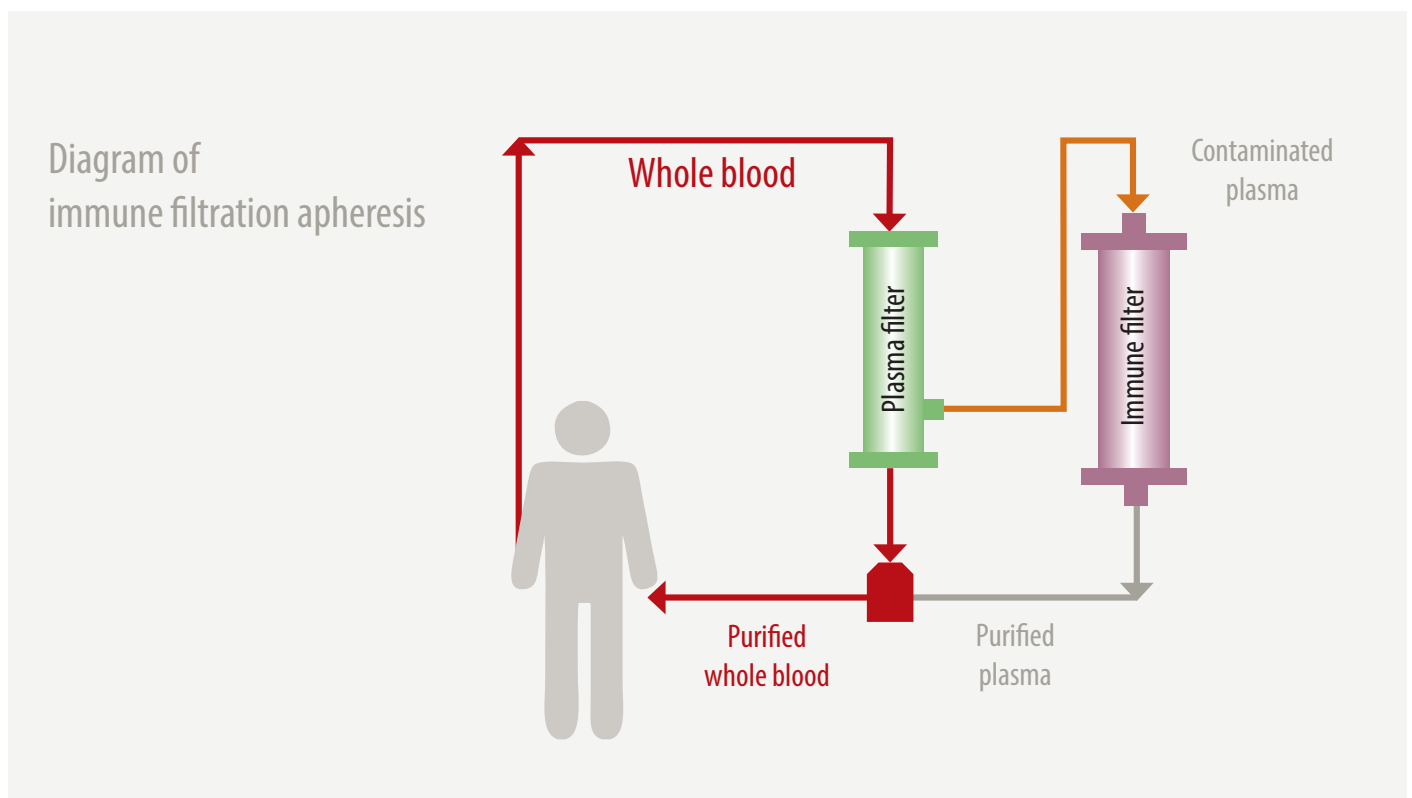 Diagram of
immune filtration apheresis
Whole blood
Contaminated
plasma
Plasma filter
Immune filter
Purified
whole blood
Purified
plasma